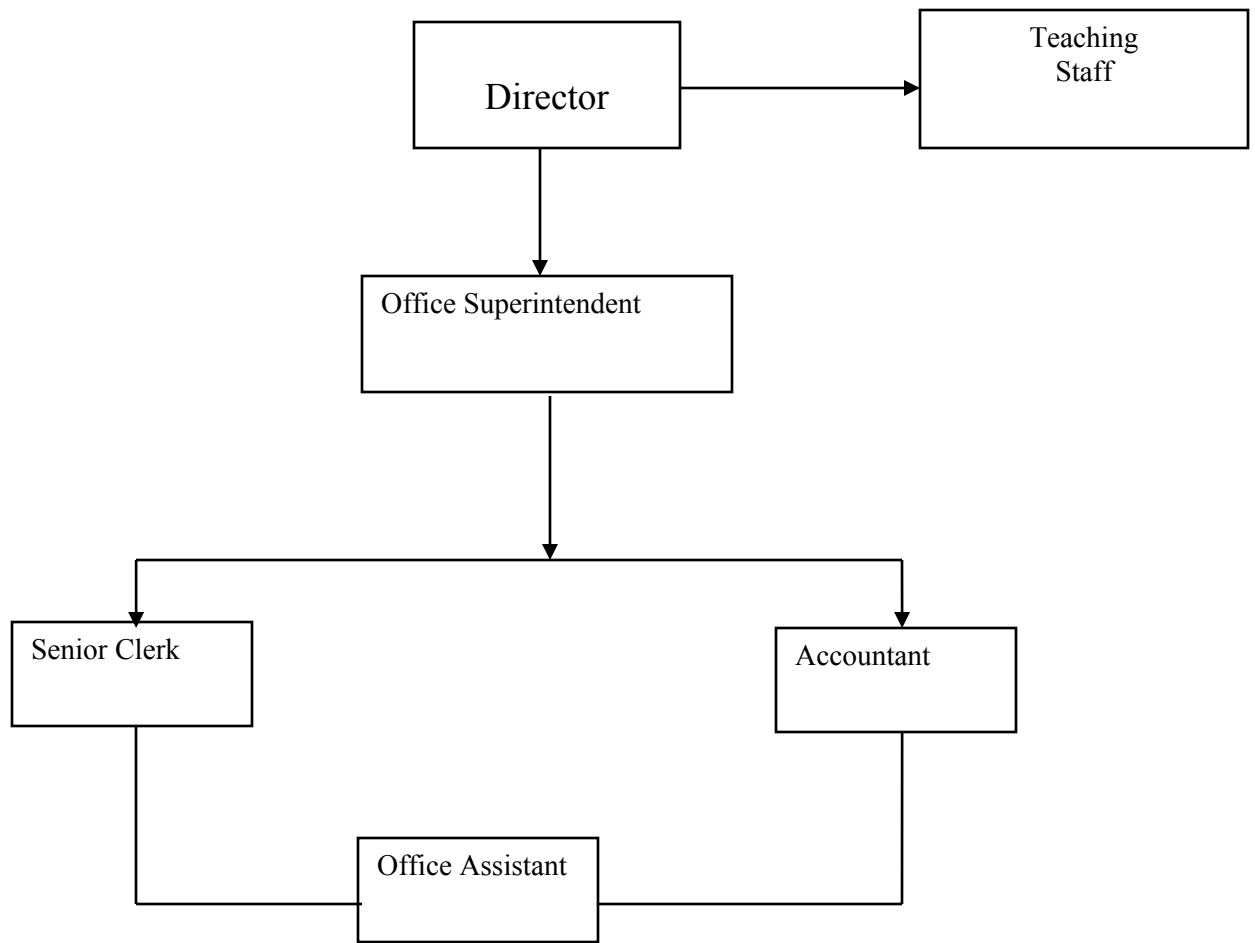 Director
Teaching
Staff
Office Superintendent
Senior Clerk
Accountant
Office Assistant